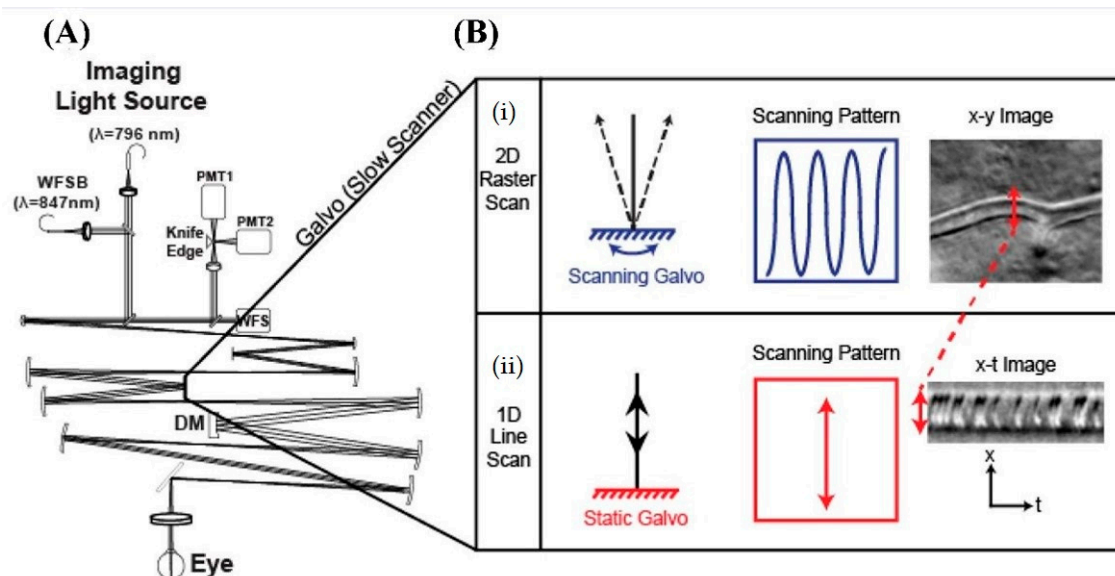 (A)
Imaging
Light Source
(λ=796 nm)
WFSB
(λ=847nm)
PMT1
Knife
Edge
PMT2
WFS
DM
Eye
Galvo (Slow Scanner)
(B)
(i)
2D
Raster
Scan
Scanning Galvo
Scanning Pattern
x-y Image
(ii)
1D
Line
Scan
Static Galvo
Scanning Pattern
x-t Image
x
t